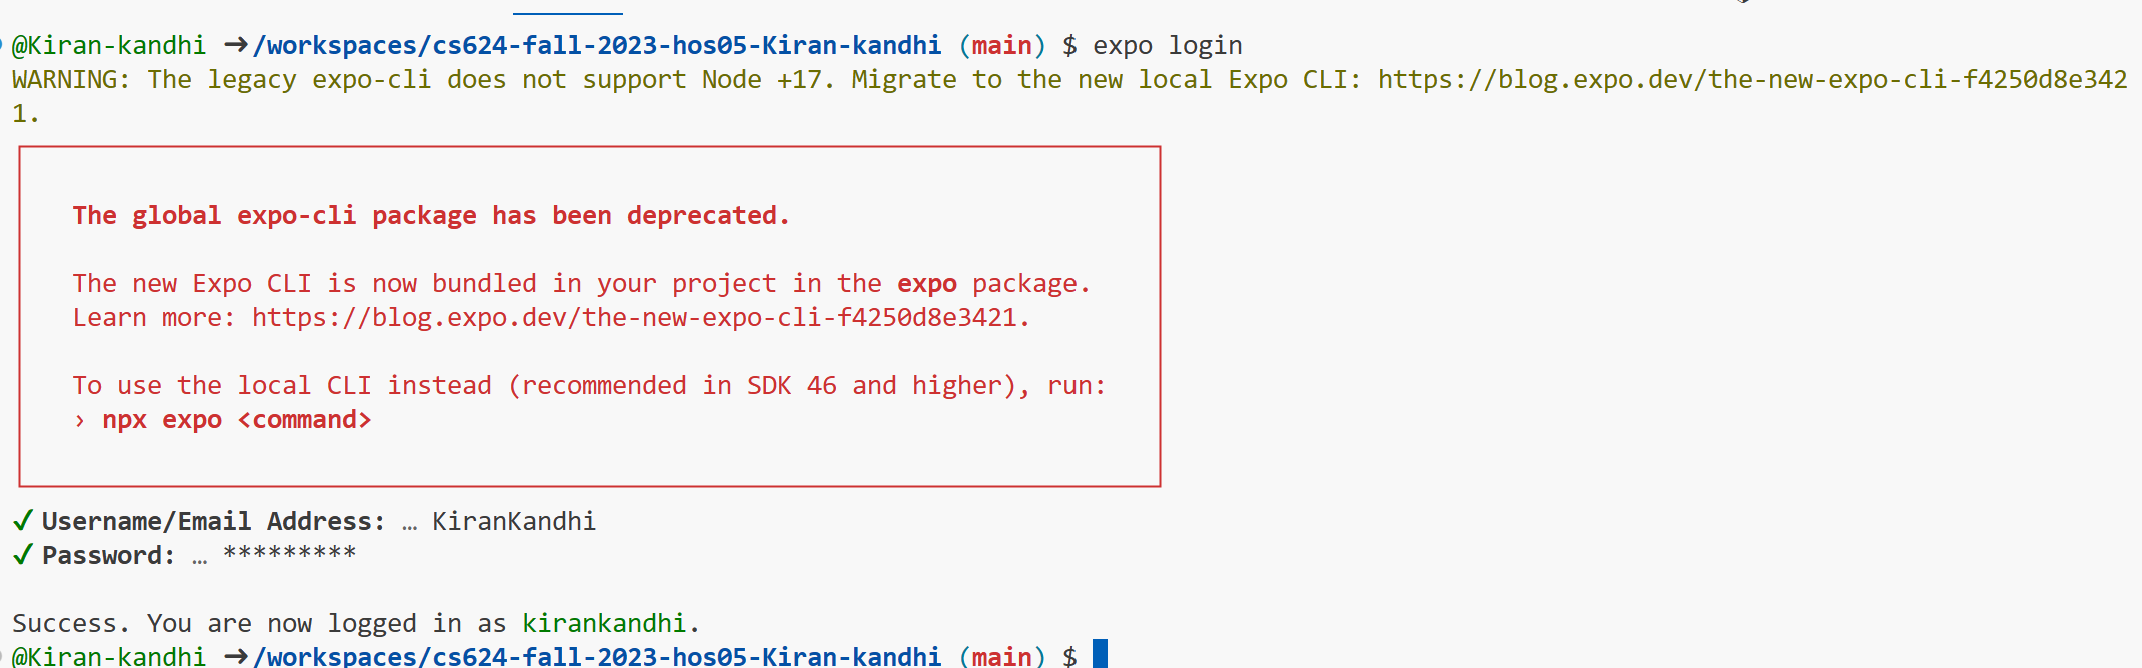 @Kiran-kandhi ➜/workspaces/cs624-fall-2023-hos05-Kiran-kandhi (main) $ expo login
WARNING: The legacy expo-cli does not support Node +17. Migrate to the new local Expo CLI: https://blog.expo.dev/the-new-expo-cli-f4250d8e342
1.
The global expo-cli package has been deprecated.
The new Expo CLI is now bundled in your project in the expo package.
Learn more: https://blog.expo.dev/the-new-expo-cli-f4250d8e3421.
To use the local CLI instead (recommended in SDK 46 and higher), run:
› npx expo <command>
✔ Username/Email Address: … KiranKandhi
✔ Password: … *********
Success. You are now logged in as kirankandhi.
@Kiran-kandhi ➜/workspaces/cs624-fall-2023-hos05-Kiran-kandhi (main) $